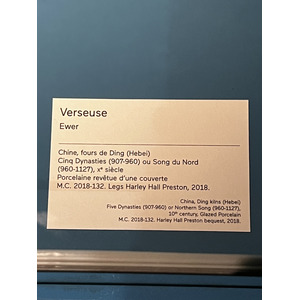 Verseuse
Ewer
Chine, fours de Ding (Hebei)
Cinq Dynasties (907-960) ou Song du Nord
(960-1127), Xᵉ siècle
Porcelaine revêtue d'une couverte
M.C. 2018-132. Legs Harley Hall Preston, 2018.
China, Ding kilns (Hebei)
Five Dynasties (907-960) or Northern Song (960-1127),
10ᵗʰ century, Glazed Porcelain
M.C. 2018-132. Harley Hall Preston bequest, 2018.